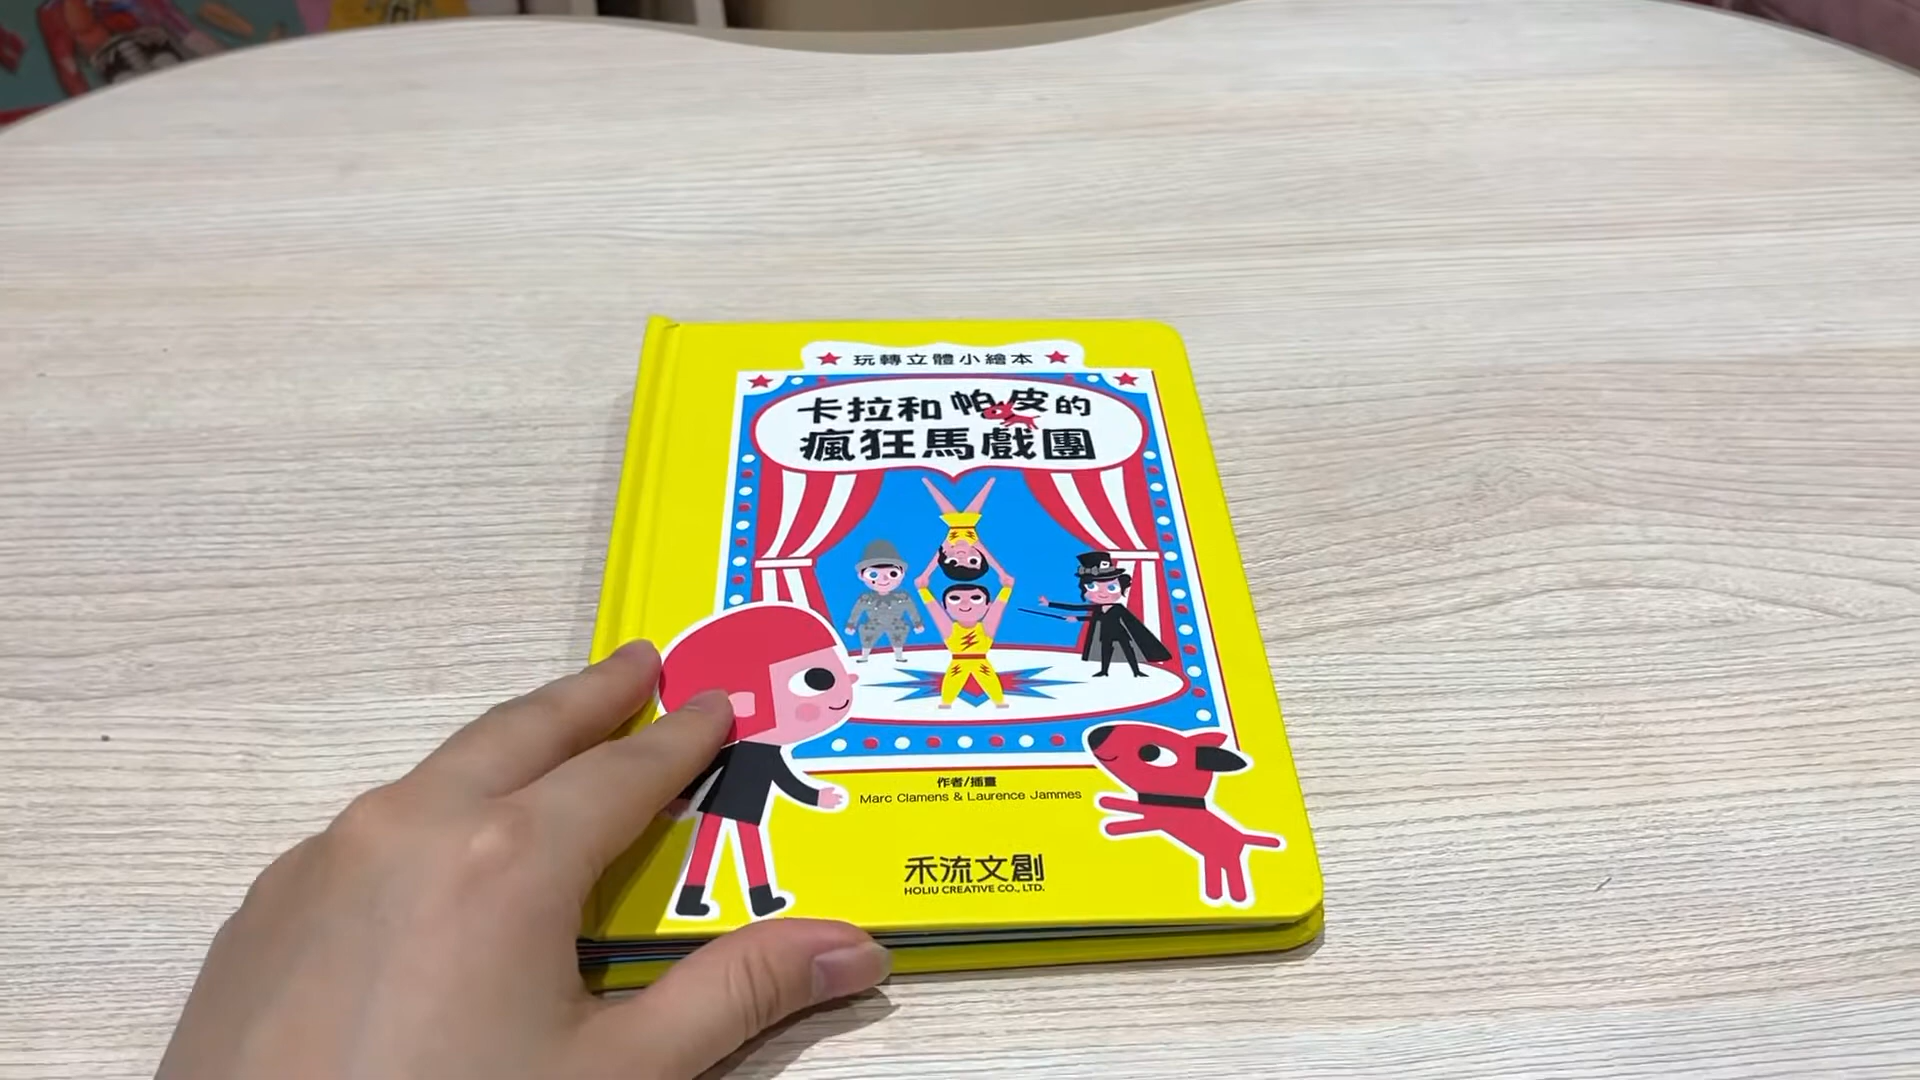 玩轉立體小繪本
卡拉和帕皮的
瘋狂馬戲團
作者/插畫
Marc Clamens & Laurence Jammes
禾流文創
HOLIU CREATIVE CO., LTD.